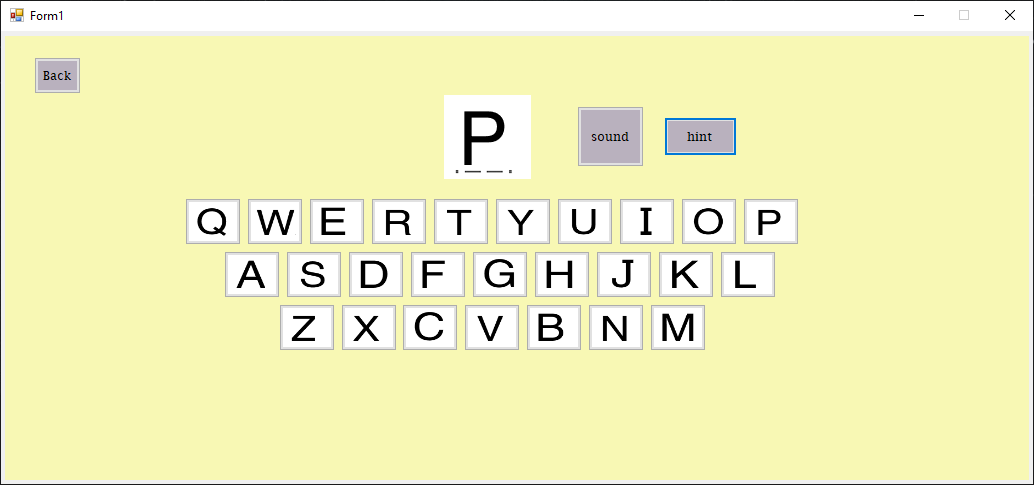 Form1
Back
P
. _ _ .
sound
hint
Q W E R T Y U I O P
A S D F G H J K L
Z X C V B N M